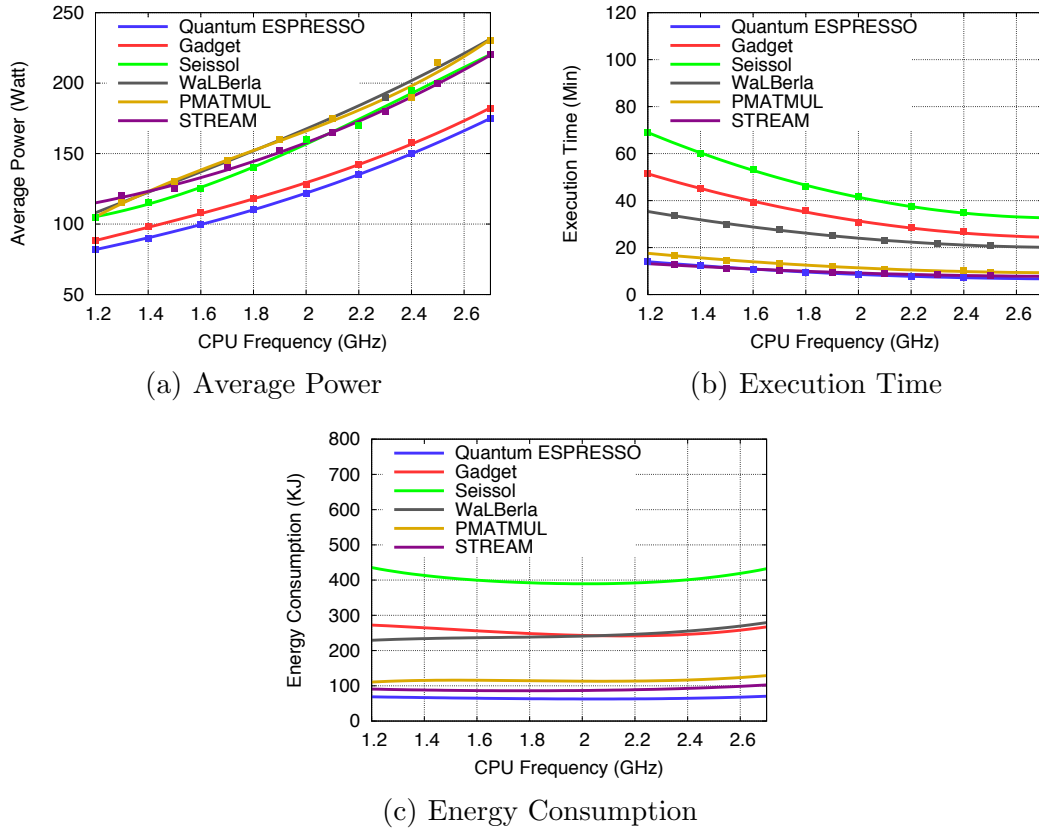 Average Power (Watt)
250
200
150
100
50
Quantum ESPRESSO
Gadget
Seissol
WaLBerla
PMATMUL
STREAM
1.2 1.4 1.6 1.8 2 2.2 2.4 2.6
CPU Frequency (GHz)
(a) Average Power
Execution Time (Min)
120
100
80
60
40
20
0
Quantum ESPRESSO
Gadget
Seissol
WaLBerla
PMATMUL
STREAM
1.2 1.4 1.6 1.8 2 2.2 2.4 2.6
CPU Frequency (GHz)
(b) Execution Time
Energy Consumption (KJ)
800
700
600
500
400
300
200
100
0
Quantum ESPRESSO
Gadget
Seissol
WaLBerla
PMATMUL
STREAM
1.2 1.4 1.6 1.8 2 2.2 2.4 2.6
CPU Frequency (GHz)
(c) Energy Consumption